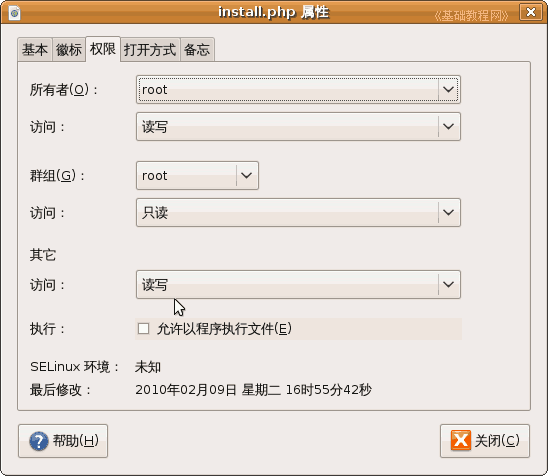 install.php 属性
《基础教程网》
基本 徽标 权限 打开方式 备忘
所有者(O)： root
访问： 读写
群组(G)： root
访问： 只读
其它
访问： 读写
执行： 允许以程序执行文件(E)
SELinux 环境： 未知
最后修改： 2010年02月09日 星期二 16时55分42秒
帮助(H) 关闭(C)